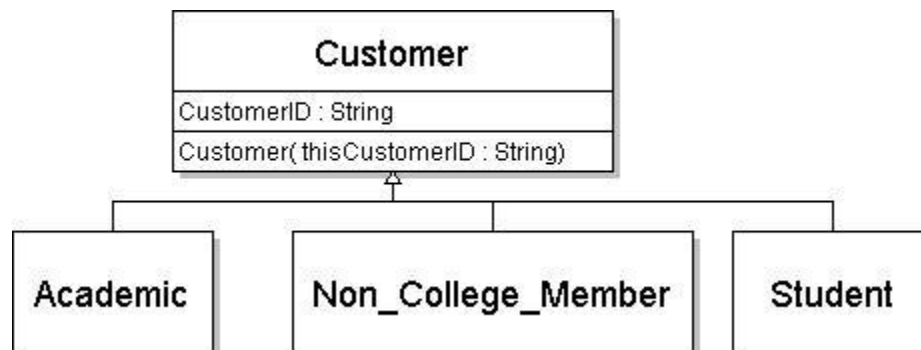 Customer
CustomerID : String
Customer( thisCustomerID : String)
Academic
Non_College_Member
Student